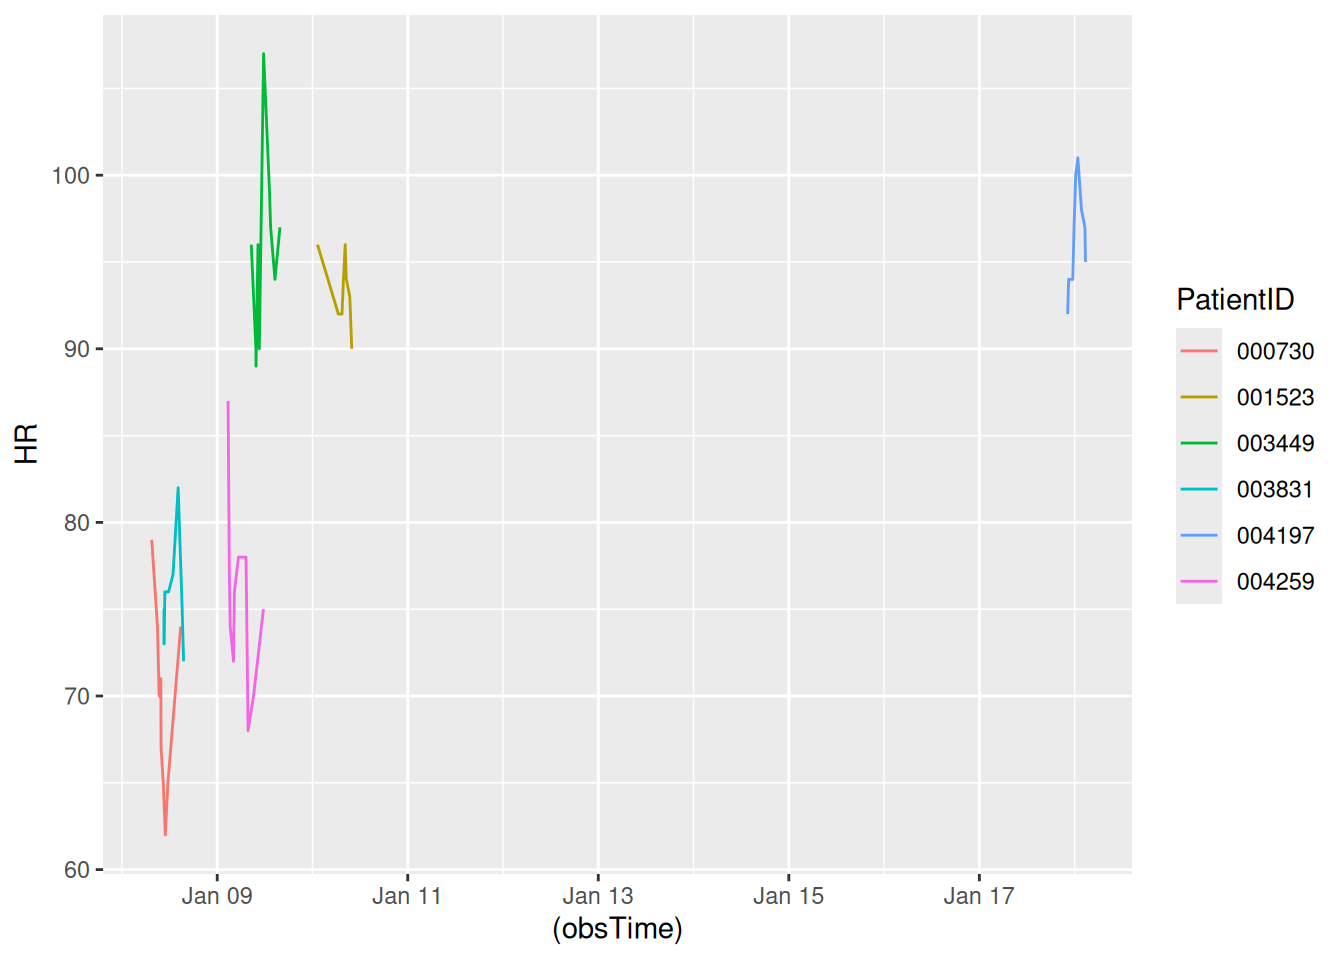 HR
100
90
80
70
60
Jan 09
Jan 11
Jan 13
Jan 15
Jan 17
(obsTime)
PatientID
000730
001523
003449
003831
004197
004259